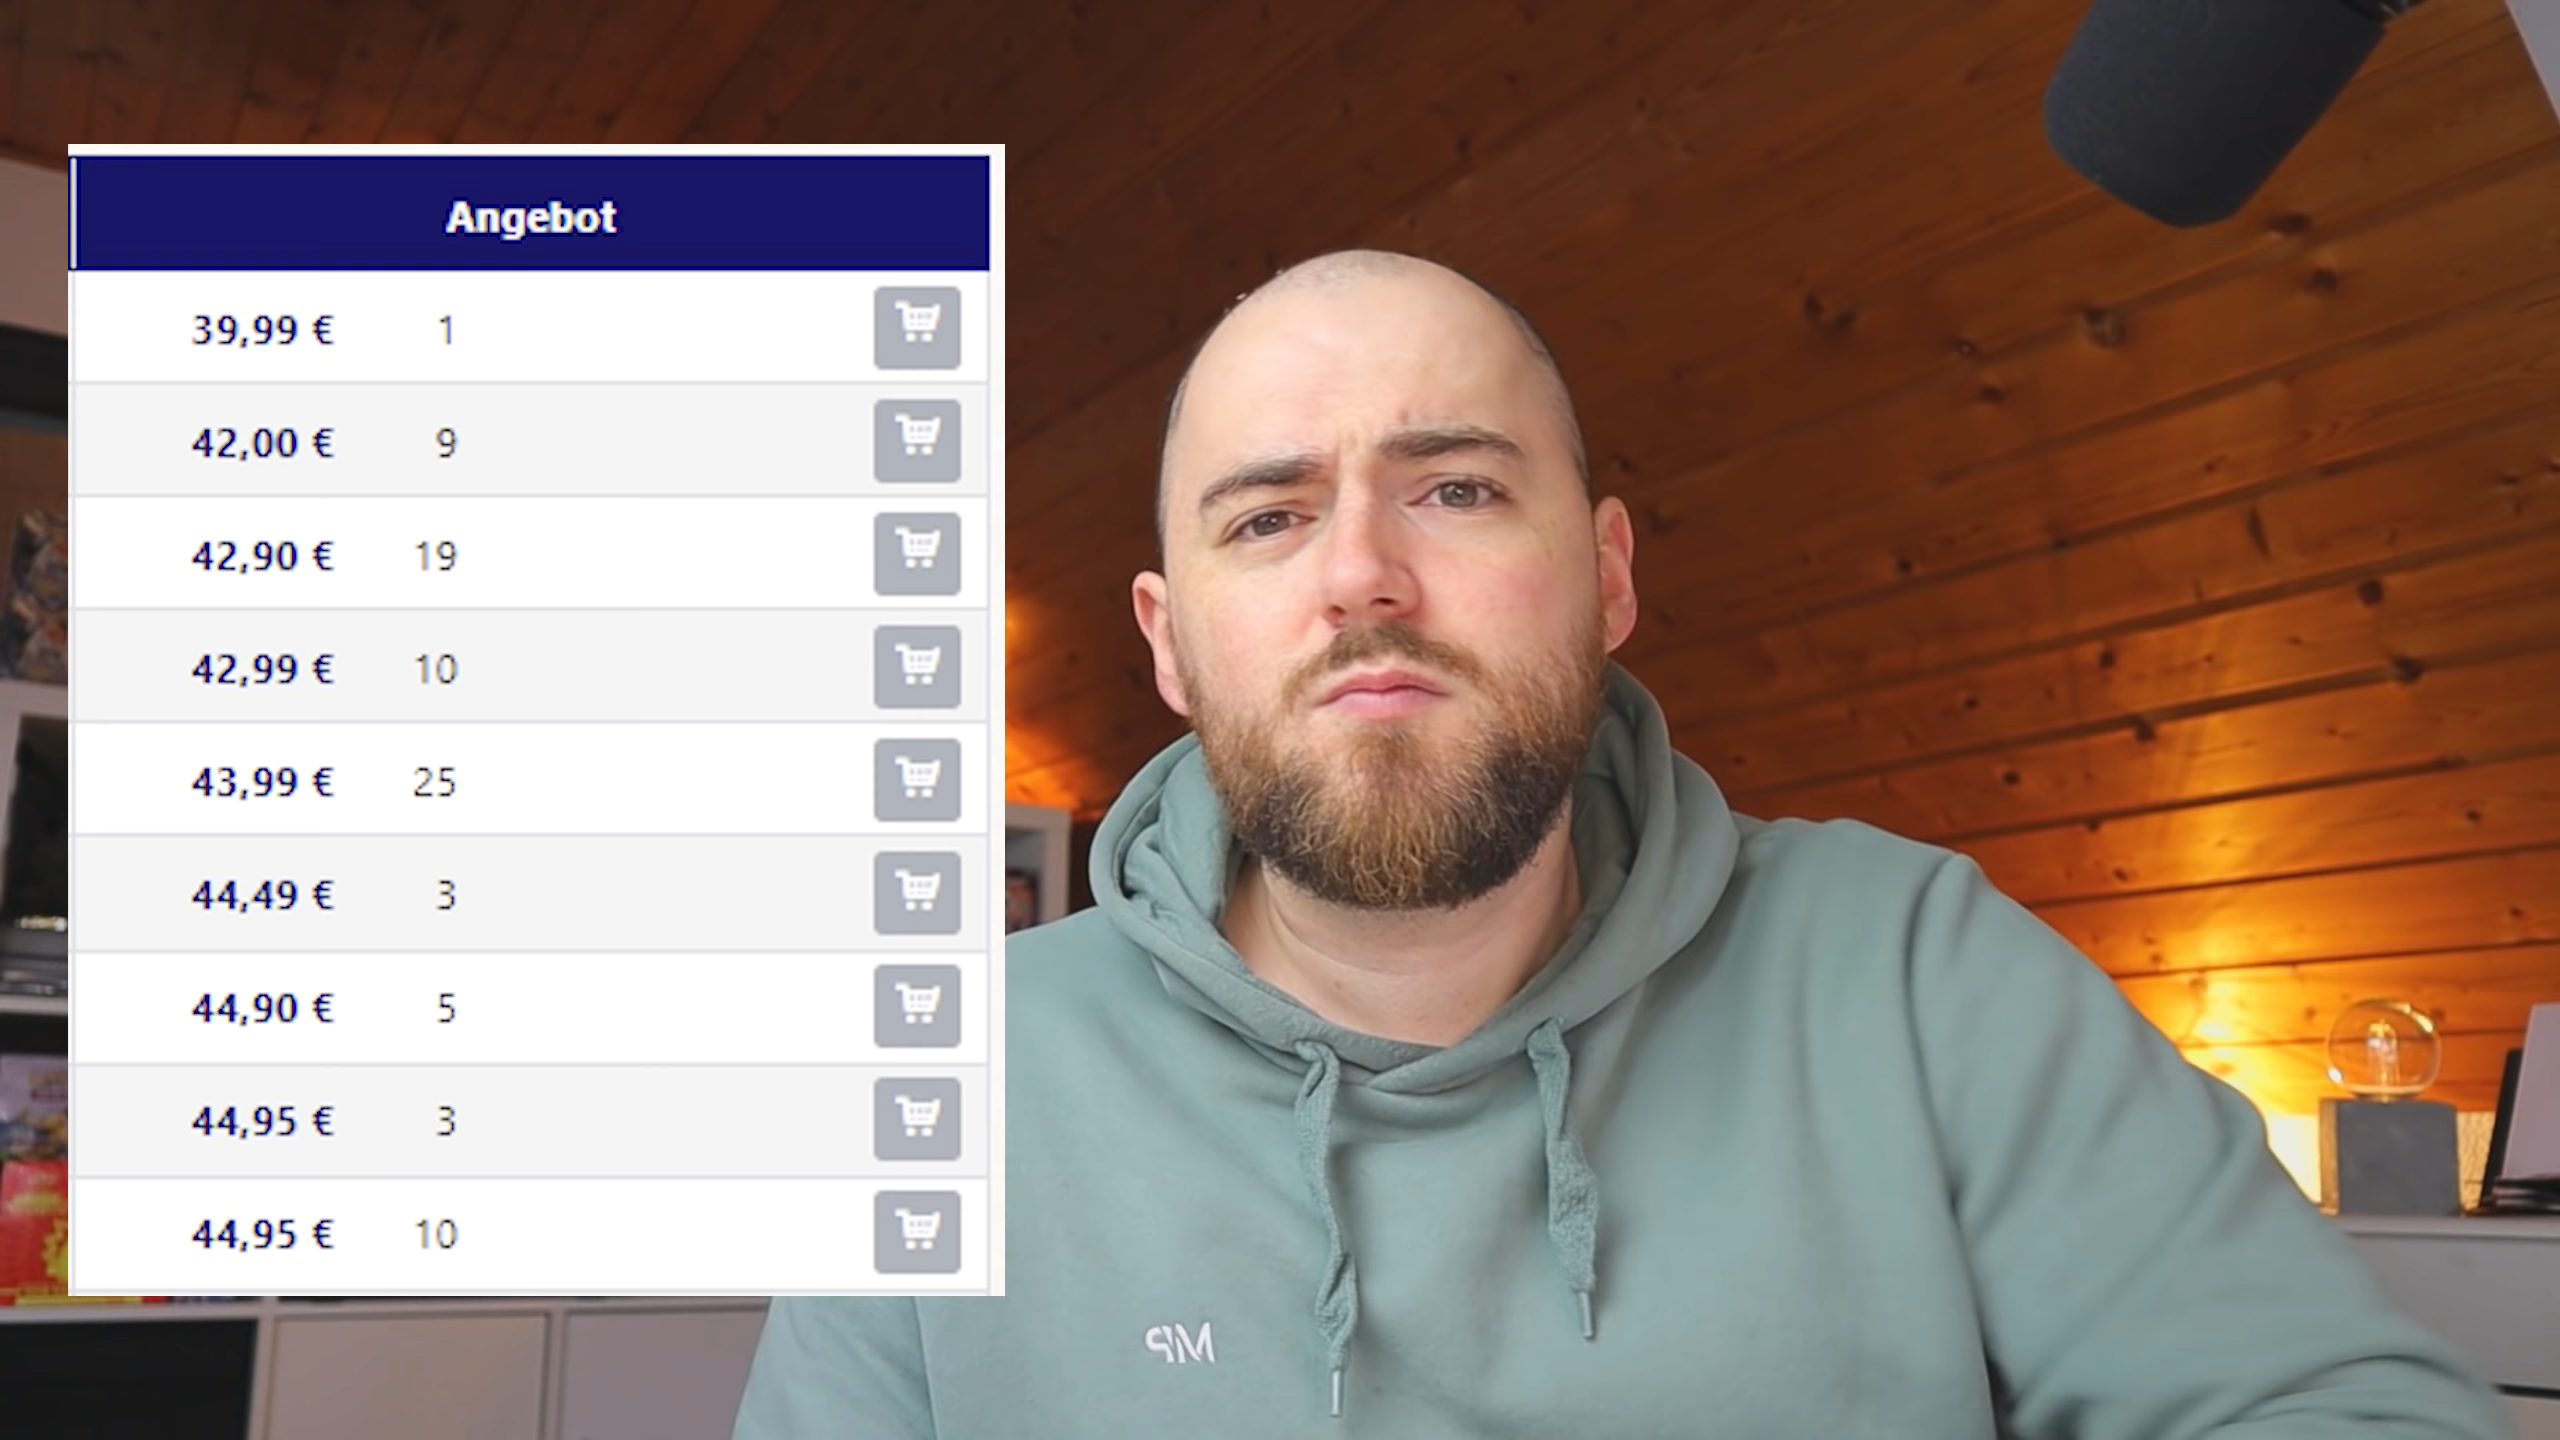 Angebot
39,99 € 1
42,00 € 9
42,90 € 19
42,99 € 10
43,99 € 25
44,49 € 3
44,90 € 5
44,95 € 3
44,95 € 10